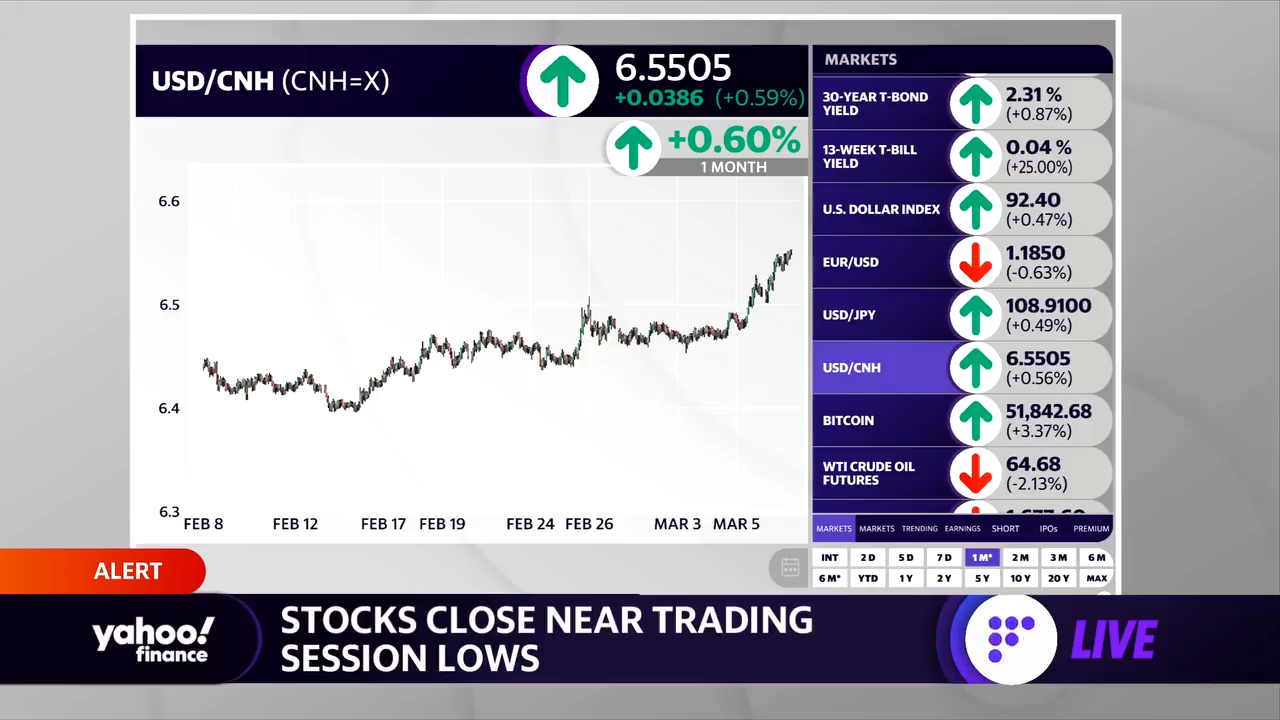 USD/CNH (CNH=X)
6.5505
+0.0386 (+0.59%)
+0.60%
1 MONTH
6.6
6.5
6.4
6.3
FEB 8 FEB 12 FEB 17 FEB 19 FEB 24 FEB 26 MAR 3 MAR 5
MARKETS
30-YEAR T-BOND
YIELD
2.31 %
(+0.87%)
13-WEEK T-BILL
YIELD
0.04 %
(+25.00%)
U.S. DOLLAR INDEX
92.40
(+0.47%)
EUR/USD
1.1850
(-0.63%)
USD/JPY
108.9100
(+0.49%)
USD/CNH
6.5505
(+0.56%)
BITCOIN
51,842.68
(+3.37%)
WTI CRUDE OIL
FUTURES
64.68
(-2.13%)
MARKETS MARKETS TRENDING EARNINGS SHORT IPOs PREMIUM
INT 2 D 5 D 7 D 1 M* 2 M 3 M 6 M
6 M* YTD 1 Y 2 Y 5 Y 10 Y 20 Y MAX
ALERT
yahoo!
finance
STOCKS CLOSE NEAR TRADING
SESSION LOWS
LIVE